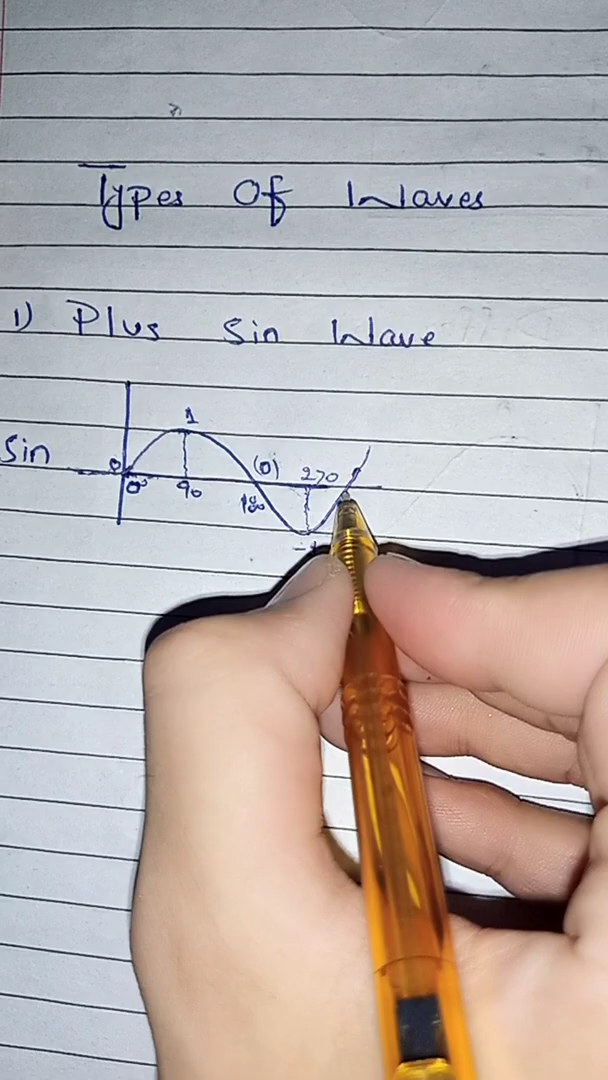 Types Of Waves
1) Plus Sin Wave
1
Sin
0 (0) 270
0° 90 180